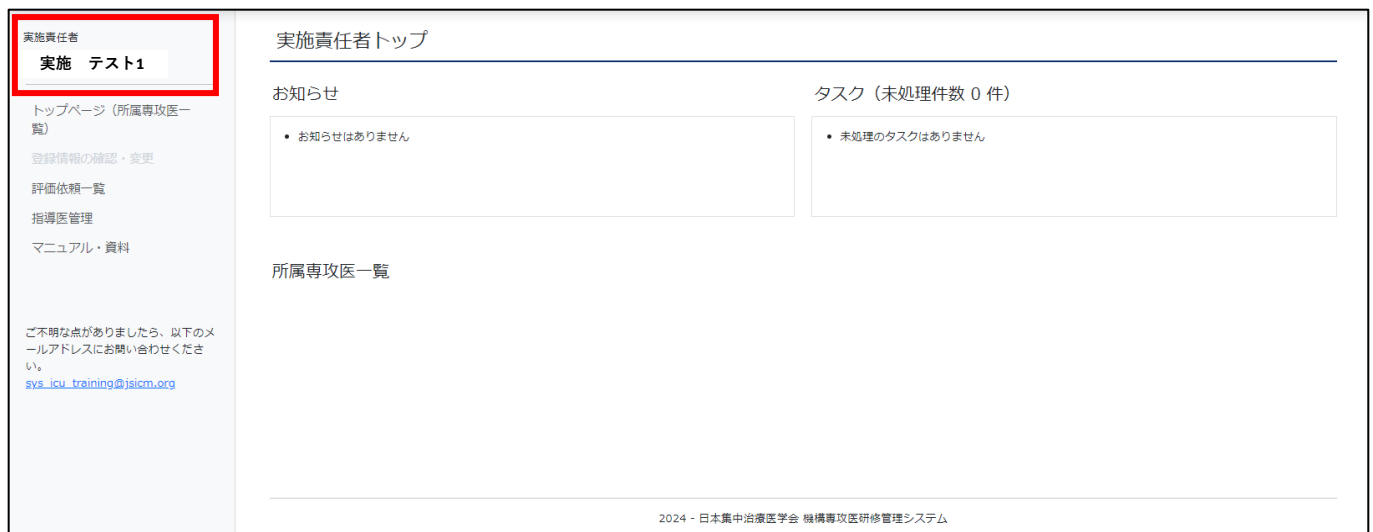 実施責任者
実施　テスト1
トップページ（所属専攻医一
覧）
登録情報の確認・変更
評価依頼一覧
指導医管理
マニュアル・資料
ご不明な点がありましたら、以下のメ
ールアドレスにお問い合わせくださ
い。
sys_icu_training@jsicm.org
実施責任者トップ
お知らせ
• お知らせはありません
タスク（未処理件数 0 件）
• 未処理のタスクはありません
所属専攻医一覧
2024 - 日本集中治療医学会 機構専攻医研修管理システム